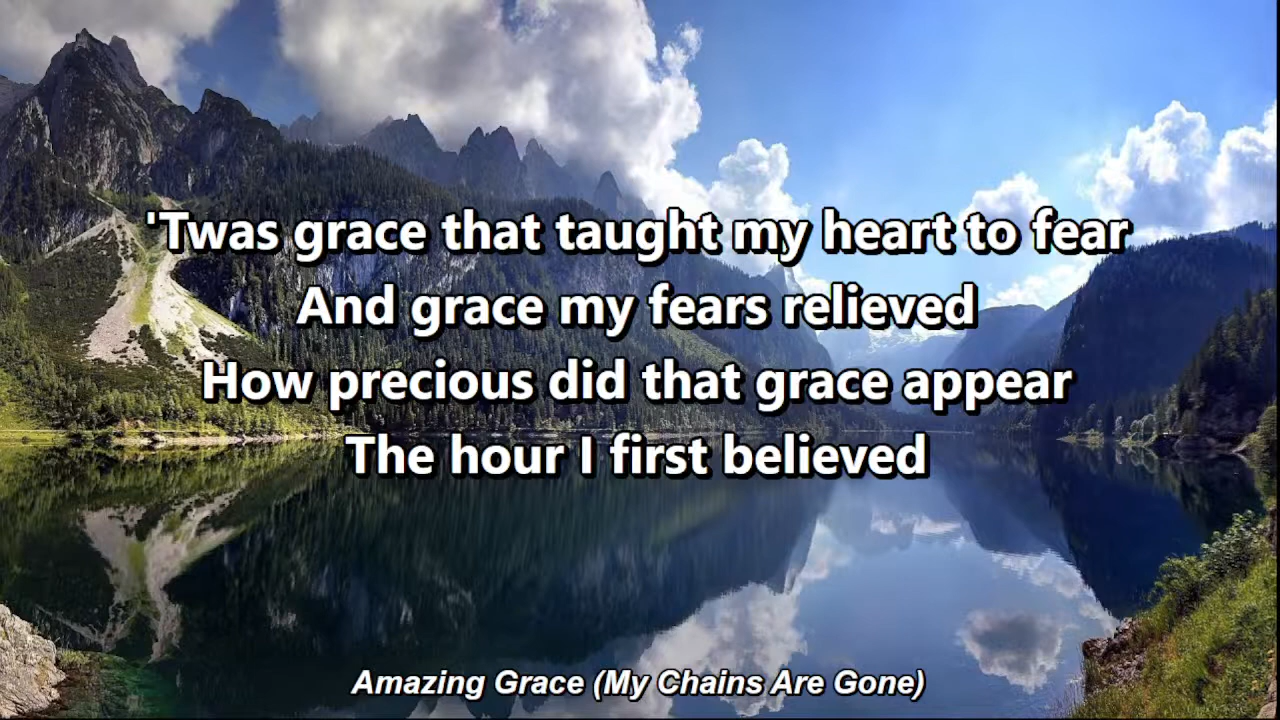 'Twas grace that taught my heart to fear
And grace my fears relieved
How precious did that grace appear
The hour I first believed
Amazing Grace (My Chains Are Gone)